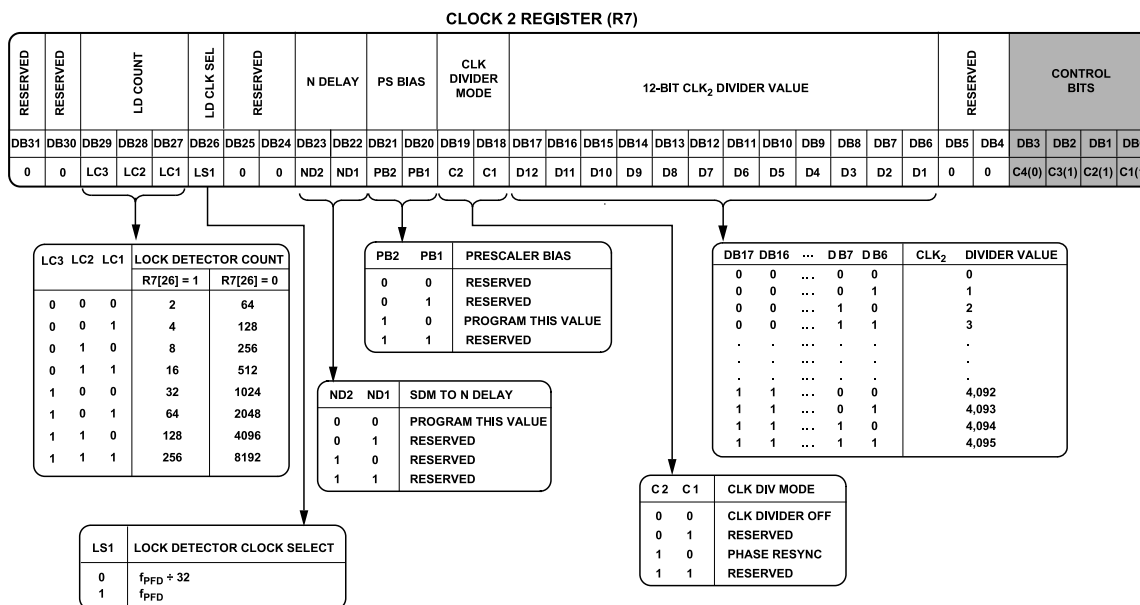 CLOCK 2 REGISTER (R7)
RESERVED RESERVED LD COUNT LD CLK SEL RESERVED N DELAY PS BIAS CLK DIVIDER MODE 12-BIT CLK2 DIVIDER VALUE RESERVED CONTROL BITS
DB31 DB30 DB29 DB28 DB27 DB26 DB25 DB24 DB23 DB22 DB21 DB20 DB19 DB18 DB17 DB16 DB15 DB14 DB13 DB12 DB11 DB10 DB9 DB8 DB7 DB6 DB5 DB4 DB3 DB2 DB1
0 0 LC3 LC2 LC1 LS1 0 0 ND2 ND1 PB2 PB1 C2 C1 D12 D11 D10 D9 D8 D7 D6 D5 D4 D3 D2 D1 0 0 C4(0) C3(1) C2(1)
LC3 LC2 LC1 LOCK DETECTOR COUNT
R7[26] = 1 R7[26] = 0
0 0 0 2 64
0 0 1 4 128
0 1 0 8 256
0 1 1 16 512
1 0 0 32 1024
1 0 1 64 2048
1 1 0 128 4096
1 1 1 256 8192
PB2 PB1 PRESCALER BIAS
0 0 RESERVED
0 1 RESERVED
1 0 PROGRAM THIS VALUE
1 1 RESERVED
DB17 DB16 ... DB7 DB6 CLK2 DIVIDER VALUE
0 0 ... 0 0 0
0 0 ... 0 1 1
0 0 ... 1 0 2
0 0 ... 1 1 3
. . . . .
. . . . .
. . . . .
1 1 ... 0 0 4,092
1 1 ... 0 1 4,093
1 1 ... 1 0 4,094
1 1 ... 1 1 4,095
ND2 ND1 SDM TO N DELAY
0 0 PROGRAM THIS VALUE
0 1 RESERVED
1 0 RESERVED
1 1 RESERVED
C2 C1 CLK DIV MODE
0 0 CLK DIVIDER OFF
0 1 RESERVED
1 0 PHASE RESYNC
1 1 RESERVED
LS1 LOCK DETECTOR CLOCK SELECT
0 fPFD ÷ 32
1 fPFD